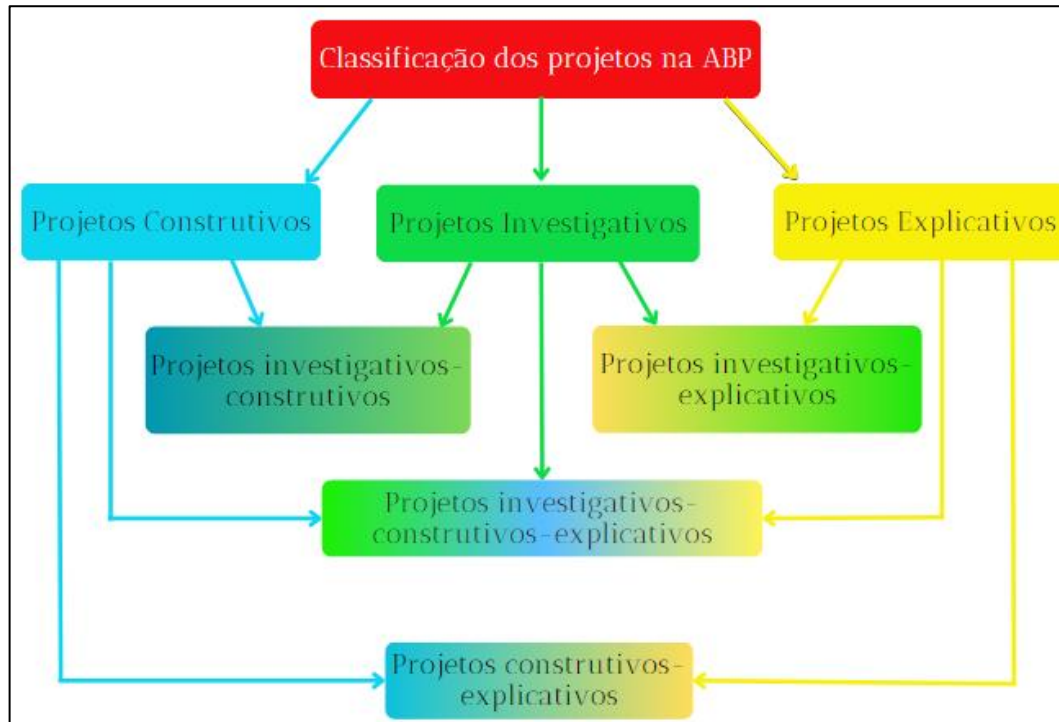 Classificação dos projetos na ABP
Projetos Construtivos
Projetos Investigativos
Projetos Explicativos
Projetos investigativos-
construtivos
Projetos investigativos-
explicativos
Projetos investigativos-
construtivos-explicativos
Projetos construtivos-
explicativos